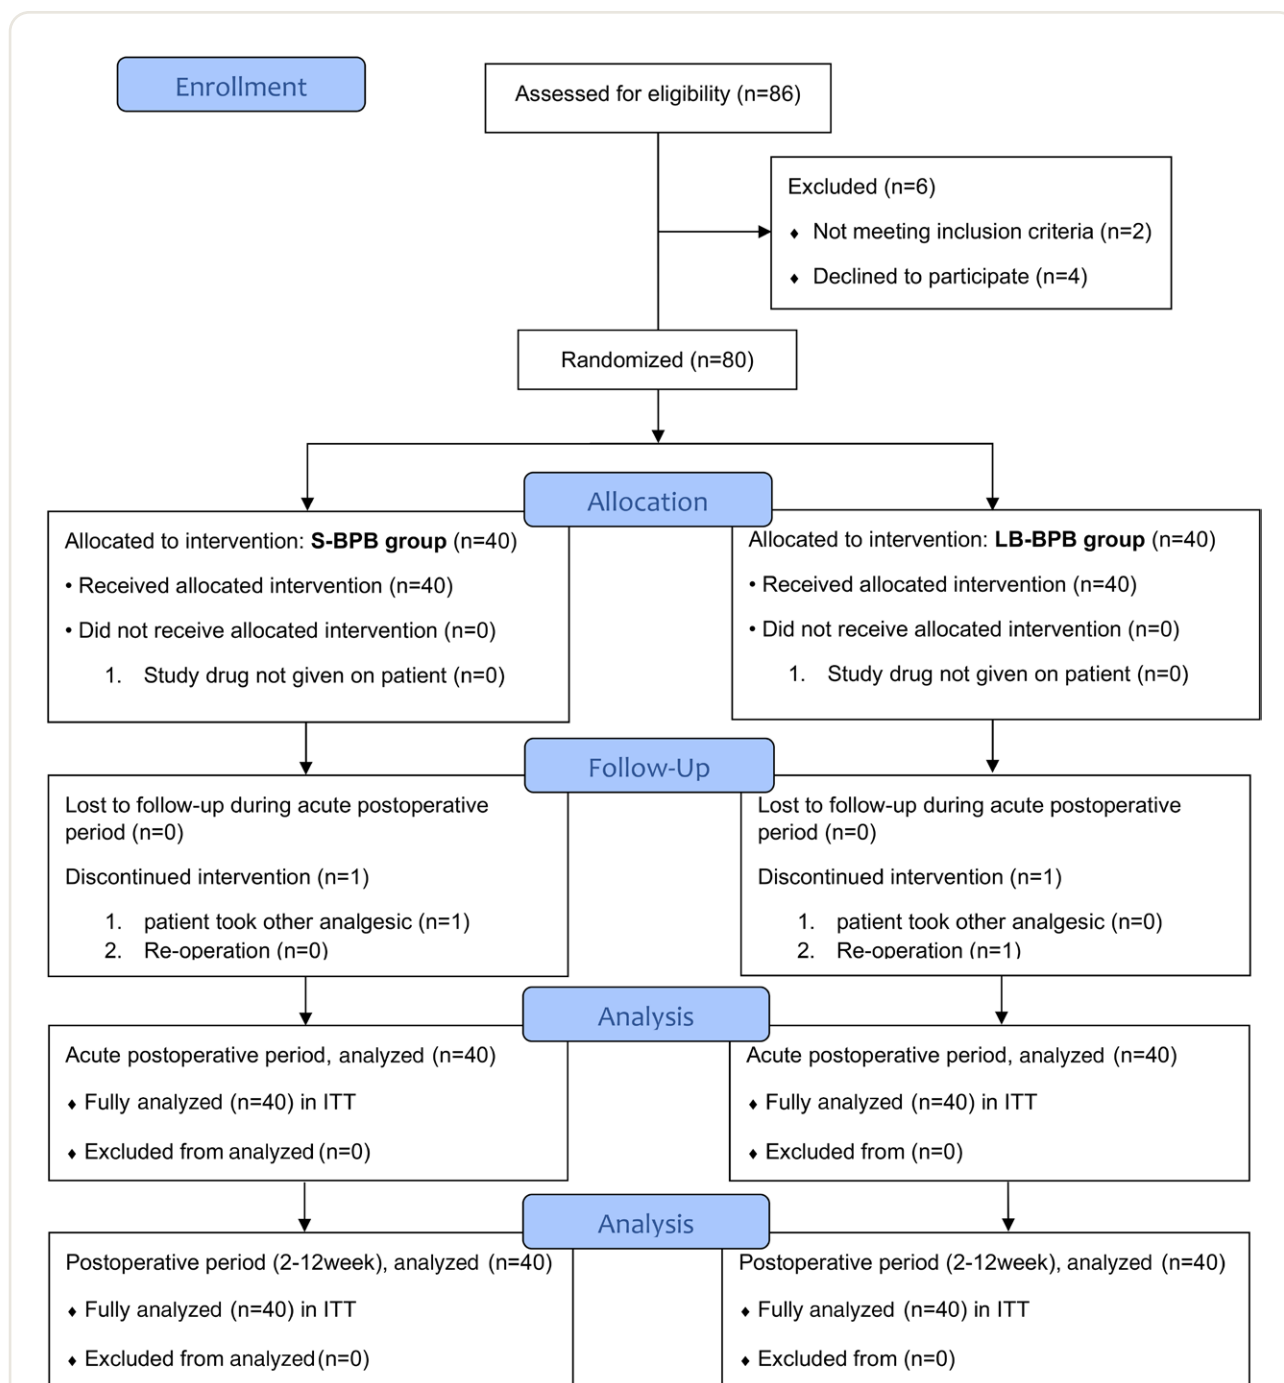 Enrollment
Assessed for eligibility (n=86)
Excluded (n=6)
♦ Not meeting inclusion criteria (n=2)
♦ Declined to participate (n=4)
Randomized (n=80)
Allocation
Allocated to intervention: S-BPB group (n=40)
• Received allocated intervention (n=40)
• Did not receive allocated intervention (n=0)
1. Study drug not given on patient (n=0)
Allocated to intervention: LB-BPB group (n=40)
• Received allocated intervention (n=40)
• Did not receive allocated intervention (n=0)
1. Study drug not given on patient (n=0)
Follow-Up
Lost to follow-up during acute postoperative
period (n=0)
Discontinued intervention (n=1)
1. patient took other analgesic (n=1)
2. Re-operation (n=0)
Lost to follow-up during acute postoperative
period (n=0)
Discontinued intervention (n=1)
1. patient took other analgesic (n=0)
2. Re-operation (n=1)
Analysis
Acute postoperative period, analyzed (n=40)
♦ Fully analyzed (n=40) in ITT
♦ Excluded from analyzed (n=0)
Acute postoperative period, analyzed (n=40)
♦ Fully analyzed (n=40) in ITT
♦ Excluded from (n=0)
Analysis
Postoperative period (2-12week), analyzed (n=40)
♦ Fully analyzed (n=40) in ITT
♦ Excluded from analyzed (n=0)
Postoperative period (2-12week), analyzed (n=40)
♦ Fully analyzed (n=40) in ITT
♦ Excluded from (n=0)